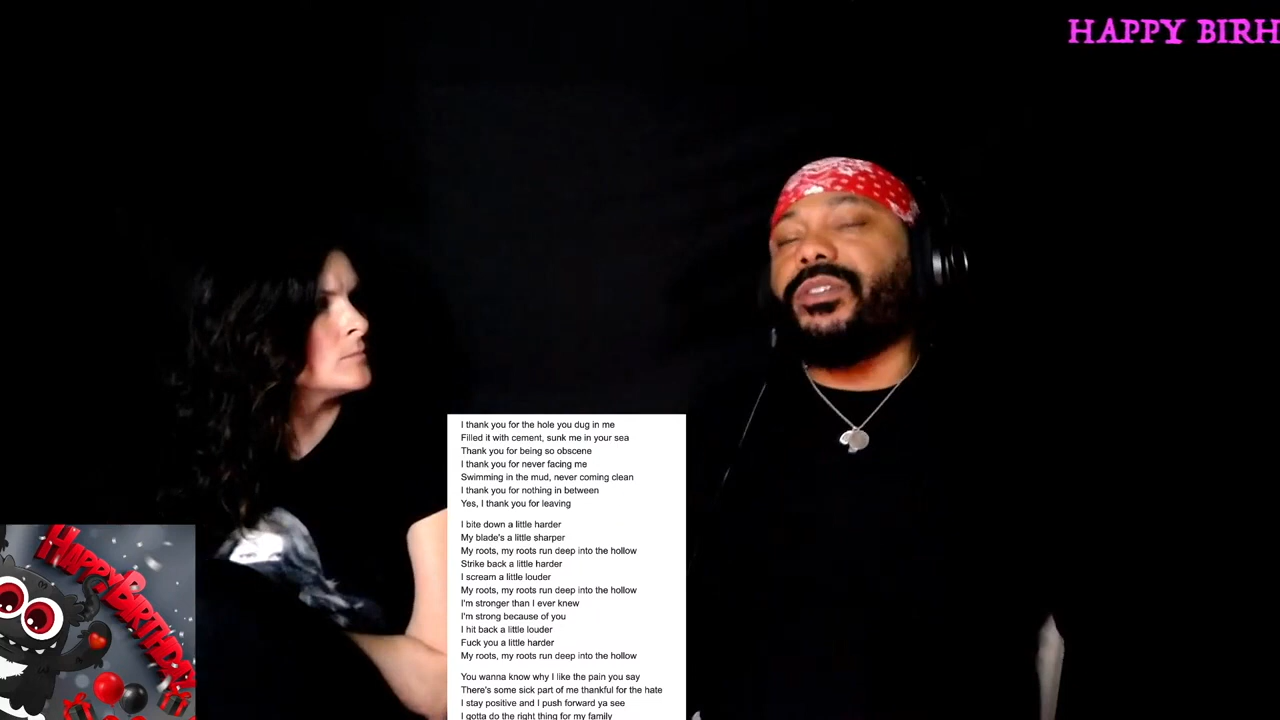 HAPPY BIRH
I thank you for the hole you dug in me
Filled it with cement, sunk me in your sea
Thank you for being so obscene
I thank you for never facing me
Swimming in the mud, never coming clean
I thank you for nothing in between
Yes, I thank you for leaving
I bite down a little harder
My blade's a little sharper
My roots, my roots run deep into the hollow
Strike back a little harder
I scream a little louder
My roots, my roots run deep into the hollow
I'm stronger than I ever knew
I'm strong because of you
I hit back a little louder
Fuck you a little harder
My roots, my roots run deep into the hollow
You wanna know why I like the pain you say
There's some sick part of me thankful for the hate
I stay positive and I push forward ya see
I gotta do the right thing for my family
Happy Birthday